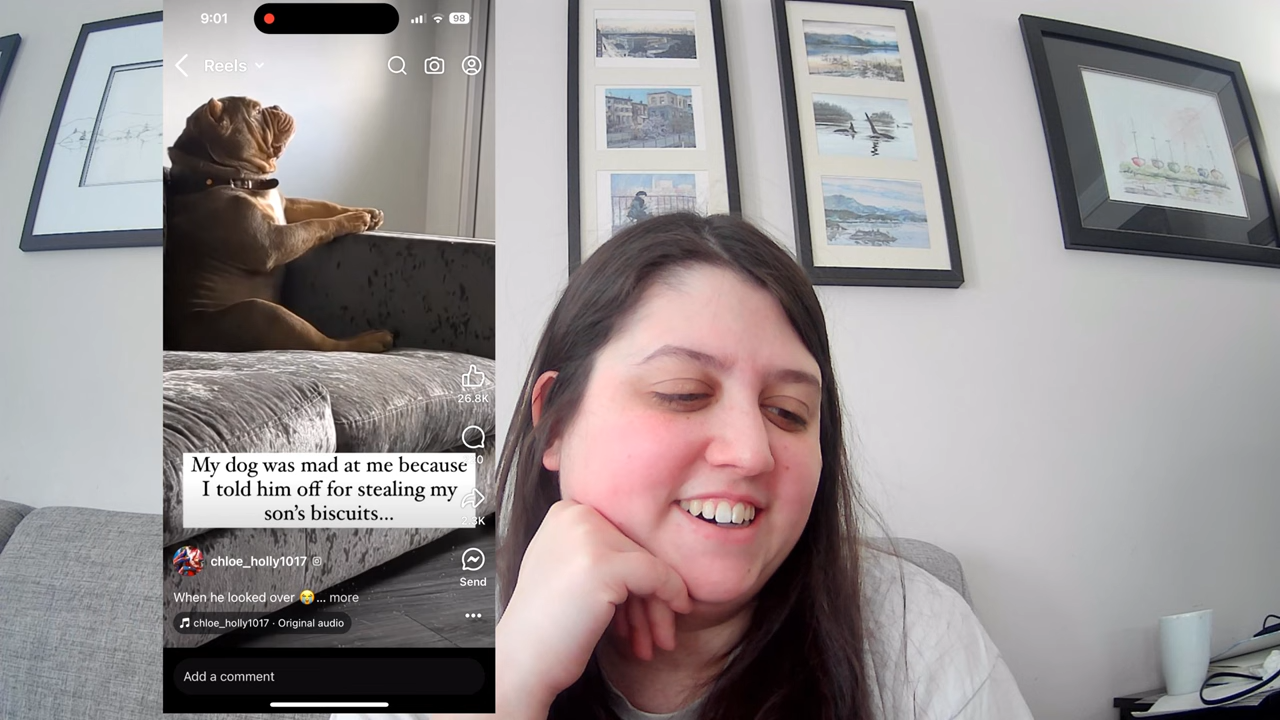 9:01
98
Reels
26.8K
My dog was mad at me because
I told him off for stealing my
son's biscuits...
chloe_holly1017
Send
When he looked over 😭... more
chloe_holly1017 · Original audio
Add a comment